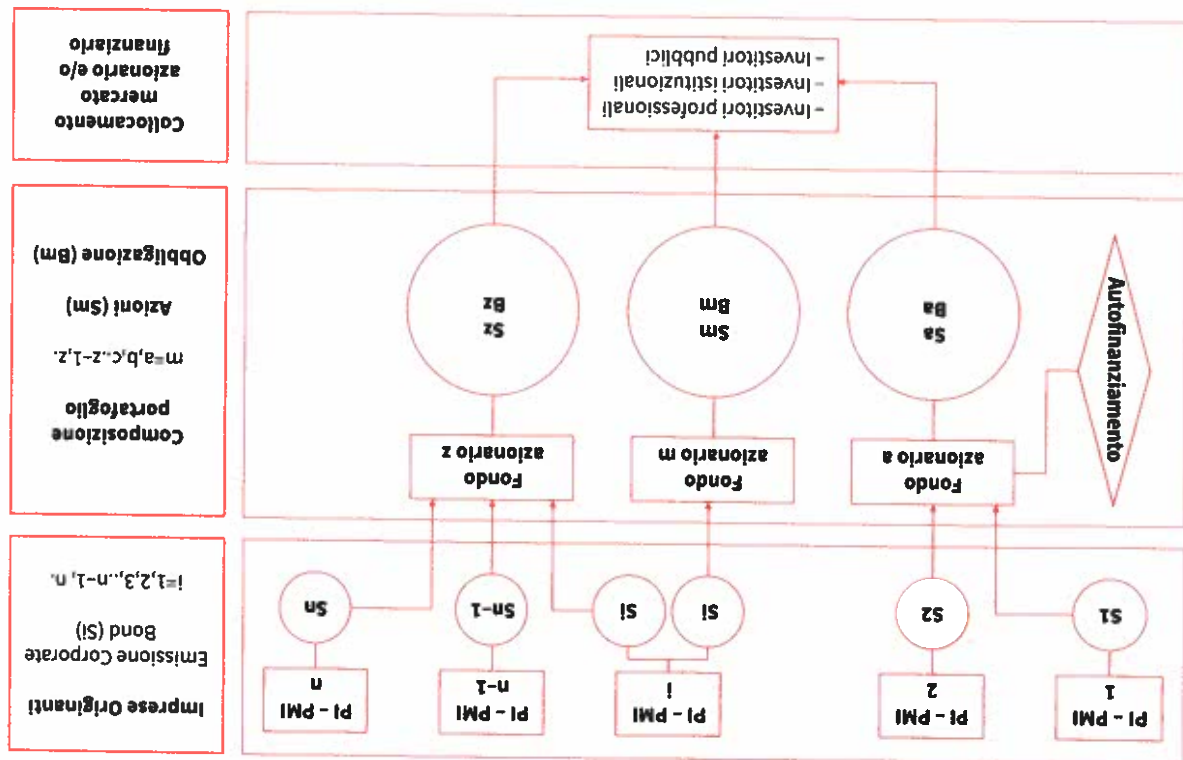 PI – PMI
1
PI – PMI
2
PI – PMI
i
PI – PMI
n–1
PI – PMI
n
S1
S2
Si
Si
Sn–1
Sn
Imprese Originanti
Emissione Corporate
Bond (Si)
i=1,2,3,..n–1, n.
Fondo
azionario a
Fondo
azionario m
Fondo
azionario z
Autofinanziamento
Sa
Ba
Sm
Bm
Sz
Bz
Composizione
portafoglio
m=a,b,c..z–1,z.
Azioni (Sm)
Obbligazione (Bm)
– Investitori professionali
– Investitori istituzionali
– Investitori pubblici
Collocamento
mercato
azionario e/o
finanziario